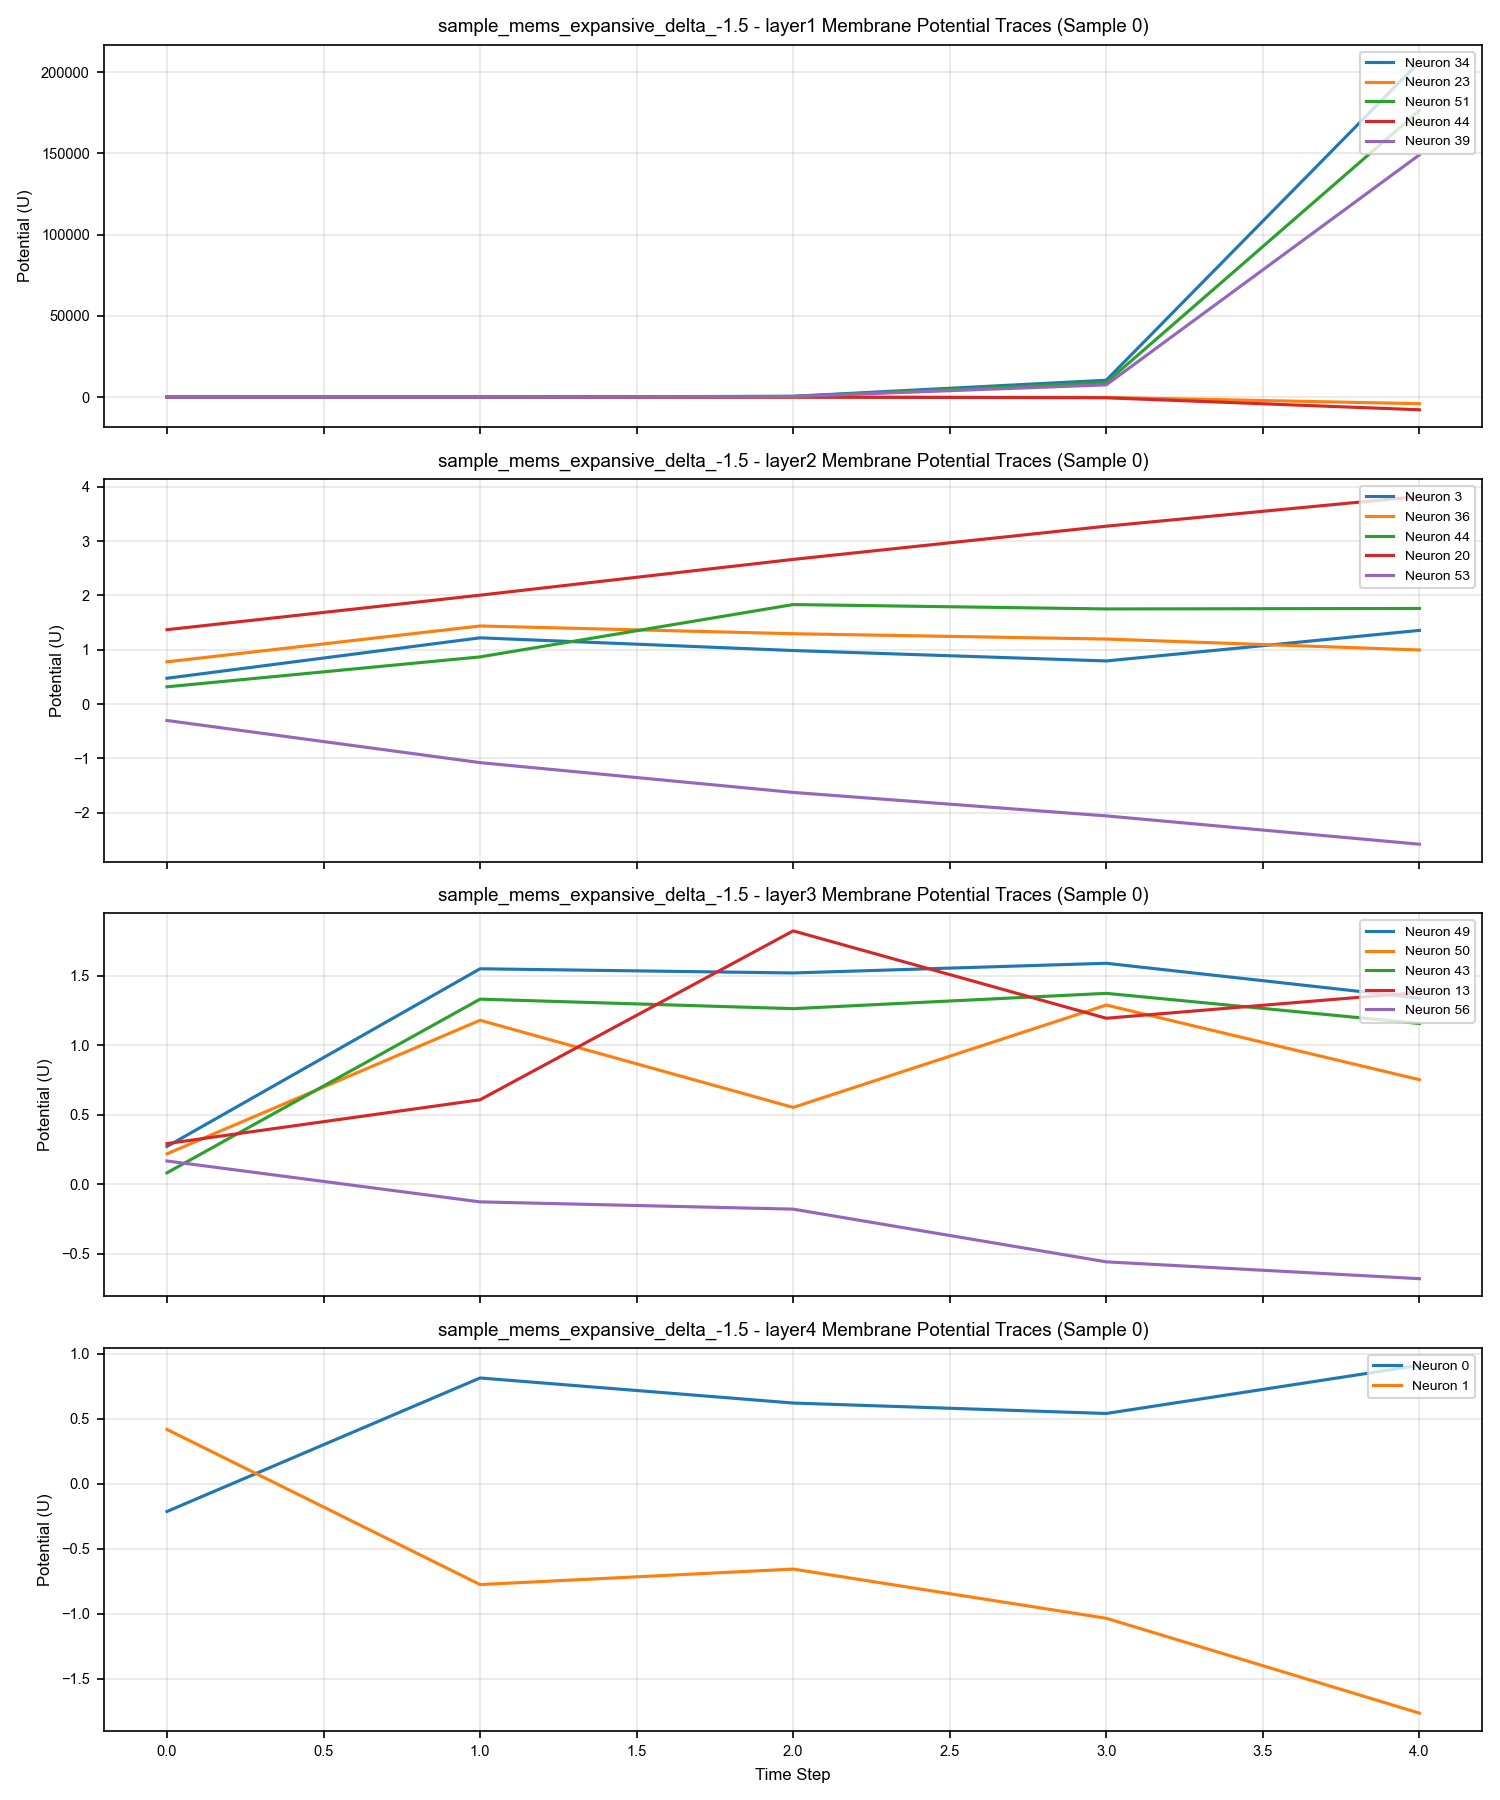 sample_mems_expansive_delta_-1.5 - layer1 Membrane Potential Traces (Sample 0)
Potential (U)
200000
150000
100000
50000
0
Neuron 34
Neuron 23
Neuron 51
Neuron 44
Neuron 39
sample_mems_expansive_delta_-1.5 - layer2 Membrane Potential Traces (Sample 0)
Potential (U)
4
3
2
1
0
−1
−2
Neuron 3
Neuron 36
Neuron 44
Neuron 20
Neuron 53
sample_mems_expansive_delta_-1.5 - layer3 Membrane Potential Traces (Sample 0)
Potential (U)
1.5
1.0
0.5
0.0
−0.5
Neuron 49
Neuron 50
Neuron 43
Neuron 13
Neuron 56
sample_mems_expansive_delta_-1.5 - layer4 Membrane Potential Traces (Sample 0)
Potential (U)
1.0
0.5
0.0
−0.5
−1.0
−1.5
Neuron 0
Neuron 1
0.0 0.5 1.0 1.5 2.0 2.5 3.0 3.5 4.0
Time Step